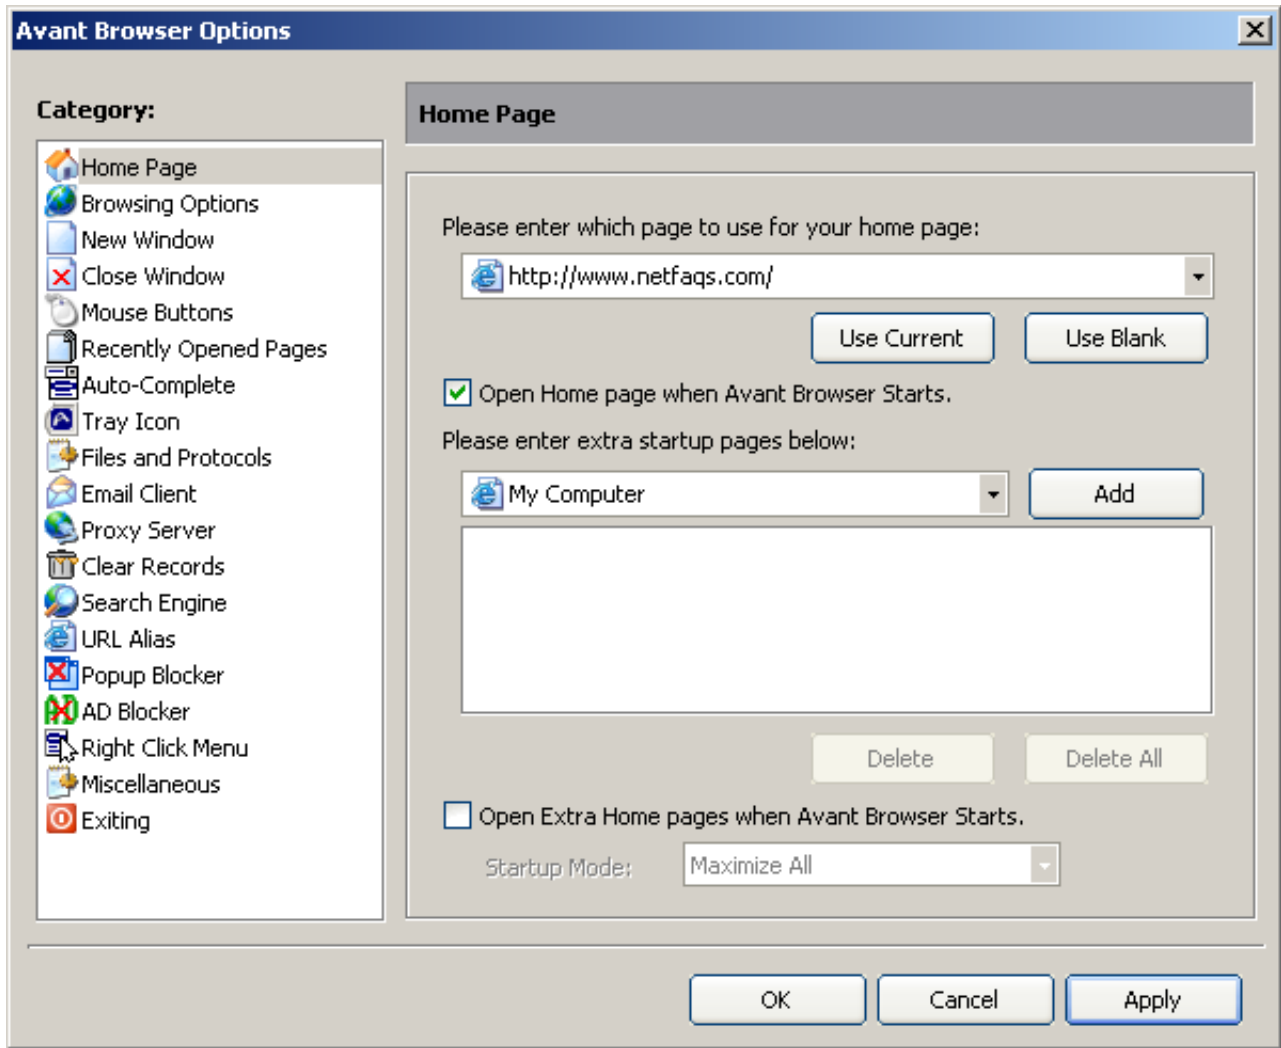 Avant Browser Options
Category:
Home Page
Browsing Options
New Window
Close Window
Mouse Buttons
Recently Opened Pages
Auto-Complete
Tray Icon
Files and Protocols
Email Client
Proxy Server
Clear Records
Search Engine
URL Alias
Popup Blocker
AD Blocker
Right Click Menu
Miscellaneous
Exiting
Home Page
Please enter which page to use for your home page:
http://www.netfaqs.com/
Use Current Use Blank
Open Home page when Avant Browser Starts.
Please enter extra startup pages below:
My Computer Add
Delete Delete All
Open Extra Home pages when Avant Browser Starts.
Startup Mode: Maximize All
OK Cancel Apply